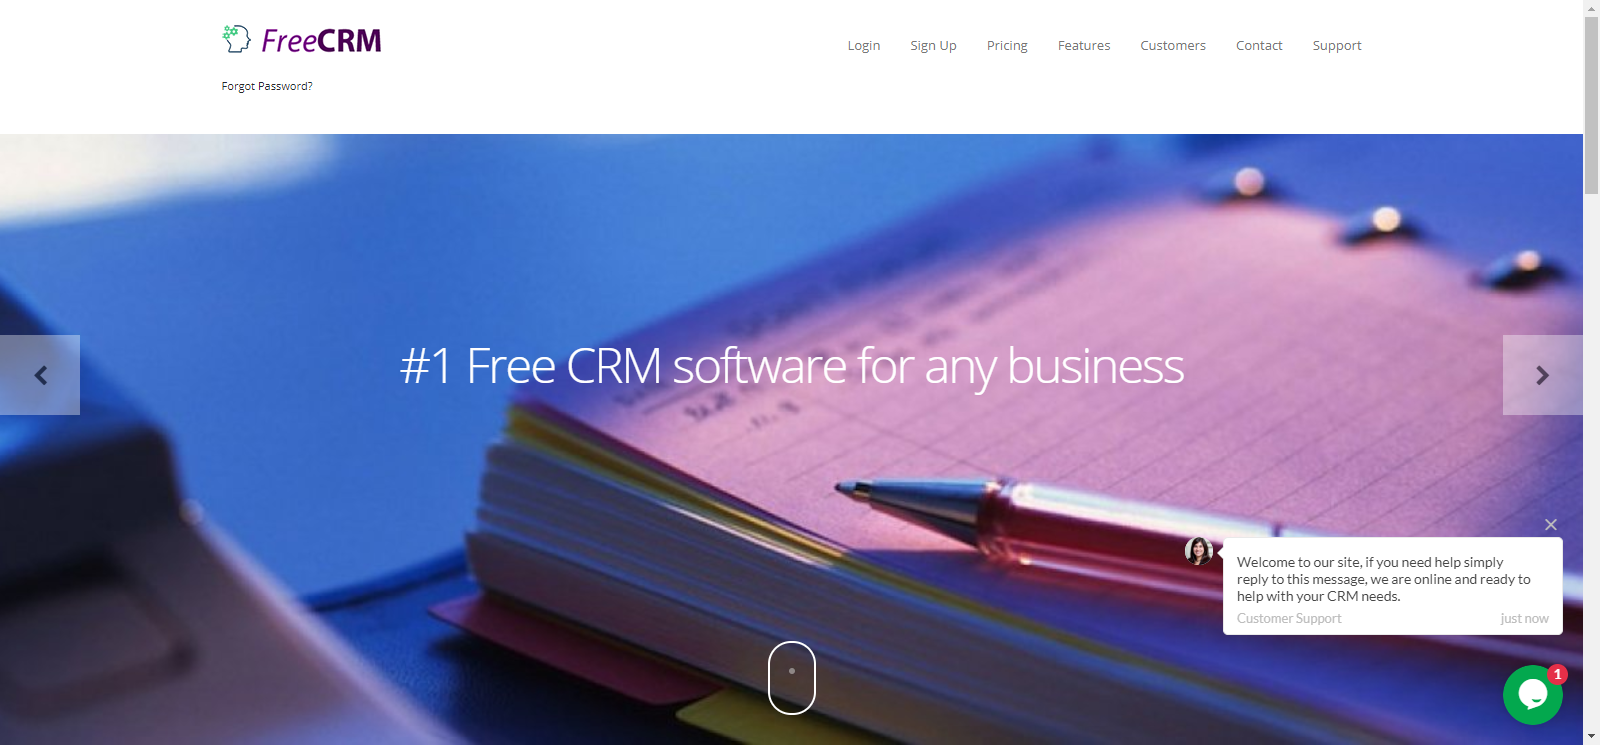 FreeCRM
Login Sign Up Pricing Features Customers Contact Support
Forgot Password?
#1 Free CRM software for any business
Welcome to our site, if you need help simply
reply to this message, we are online and ready to
help with your CRM needs.
Customer Support just now
1